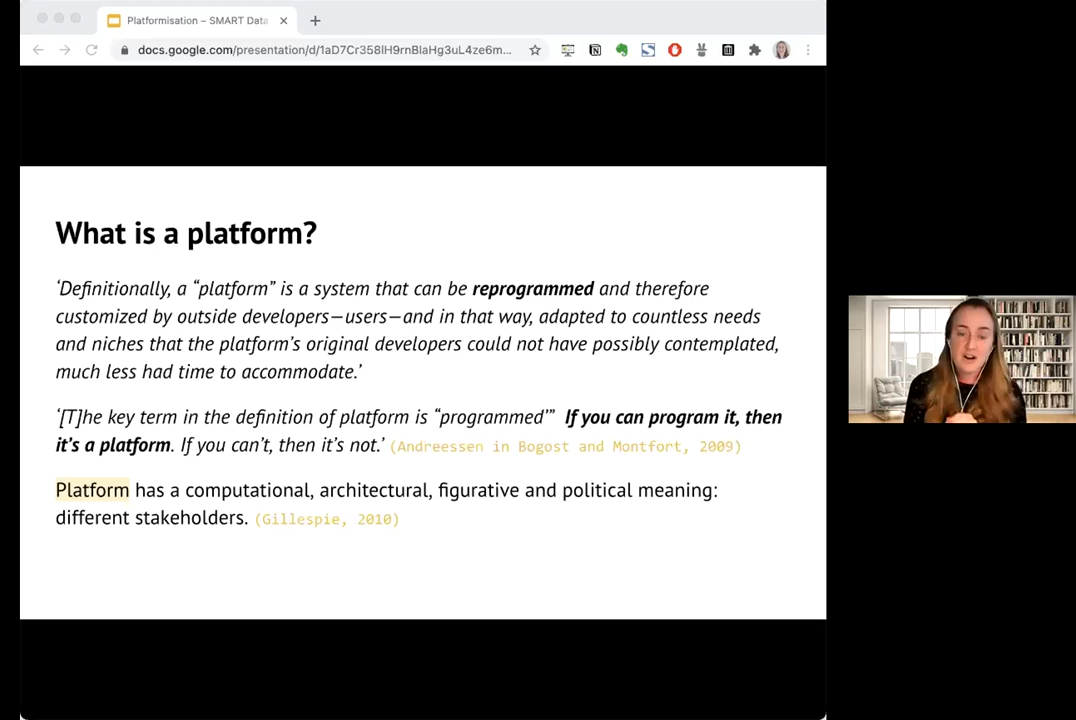 Platformisation – SMART Data
docs.google.com/presentation/d/1aD7Cr358lH9rnBlaHg3uL4ze6m...
What is a platform?
‘Definitionally, a “platform” is a system that can be reprogrammed and therefore
customized by outside developers—users—and in that way, adapted to countless needs
and niches that the platform’s original developers could not have possibly contemplated,
much less had time to accommodate.’
‘[T]he key term in the definition of platform is “programmed’” If you can program it, then
it’s a platform. If you can’t, then it’s not.’ (Andreessen in Bogost and Montfort, 2009)
Platform has a computational, architectural, figurative and political meaning:
different stakeholders. (Gillespie, 2010)